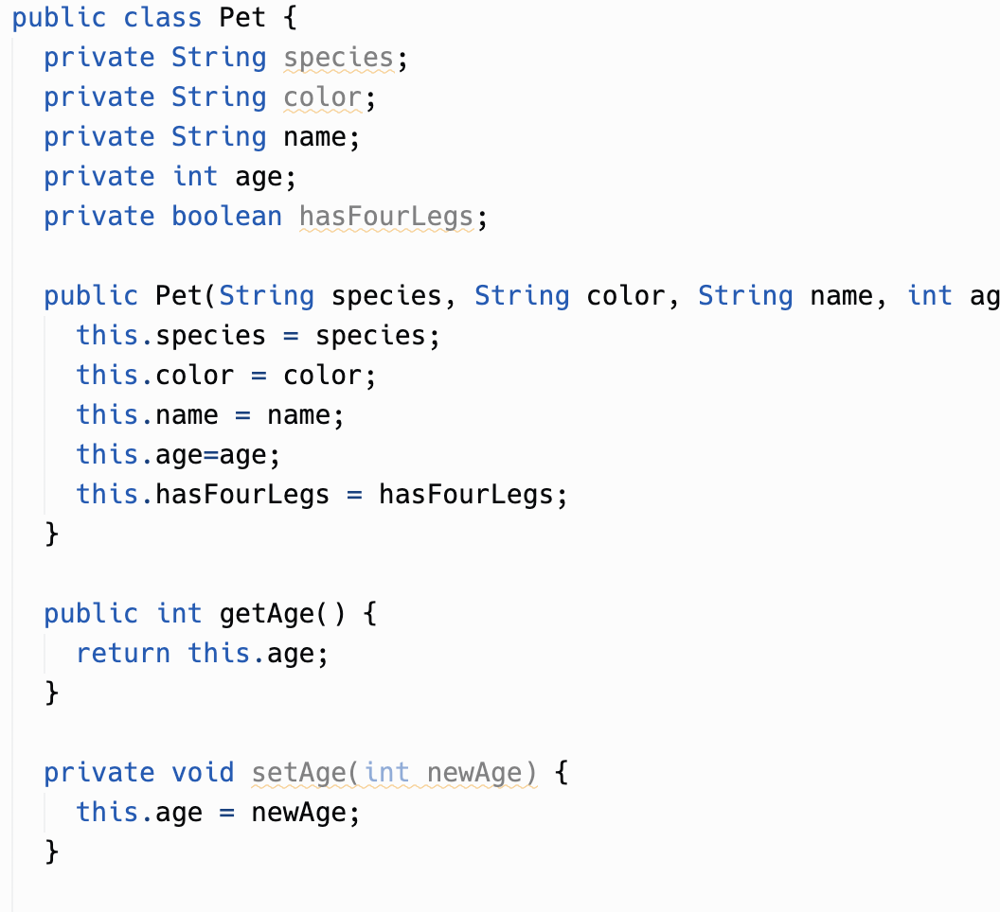 public class Pet {
  private String species;
  private String color;
  private String name;
  private int age;
  private boolean hasFourLegs;

  public Pet(String species, String color, String name, int ag
    this.species = species;
    this.color = color;
    this.name = name;
    this.age=age;
    this.hasFourLegs = hasFourLegs;
  }

  public int getAge() {
    return this.age;
  }

  private void setAge(int newAge) {
    this.age = newAge;
  }